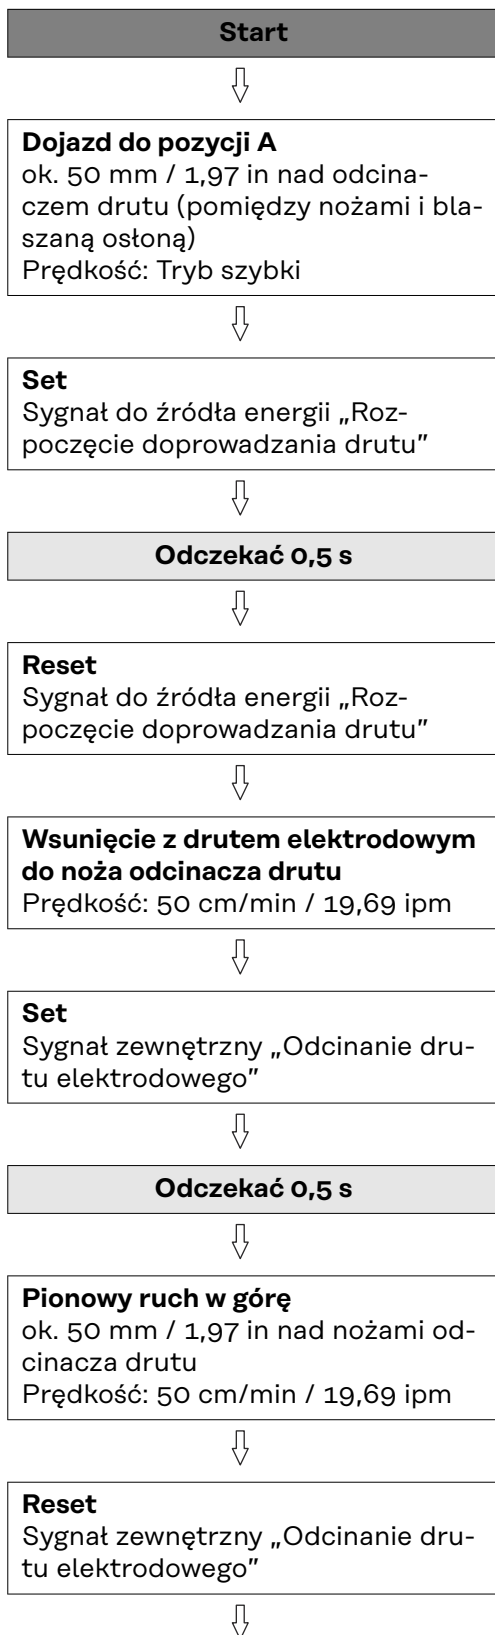 Start
Dojazd do pozycji A
ok. 50 mm / 1,97 in nad odcina-
czem drutu (pomiędzy nożami i bla-
szaną osłoną)
Prędkość: Tryb szybki
Set
Sygnał do źródła energii „Roz-
poczęcie doprowadzania drutu”
Odczekać 0,5 s
Reset
Sygnał do źródła energii „Roz-
poczęcie doprowadzania drutu”
Wsunięcie z drutem elektrodowym
do noża odcinacza drutu
Prędkość: 50 cm/min / 19,69 ipm
Set
Sygnał zewnętrzny „Odcinanie dru-
tu elektrodowego”
Odczekać 0,5 s
Pionowy ruch w górę
ok. 50 mm / 1,97 in nad nożami od-
cinacza drutu
Prędkość: 50 cm/min / 19,69 ipm
Reset
Sygnał zewnętrzny „Odcinanie dru-
tu elektrodowego”